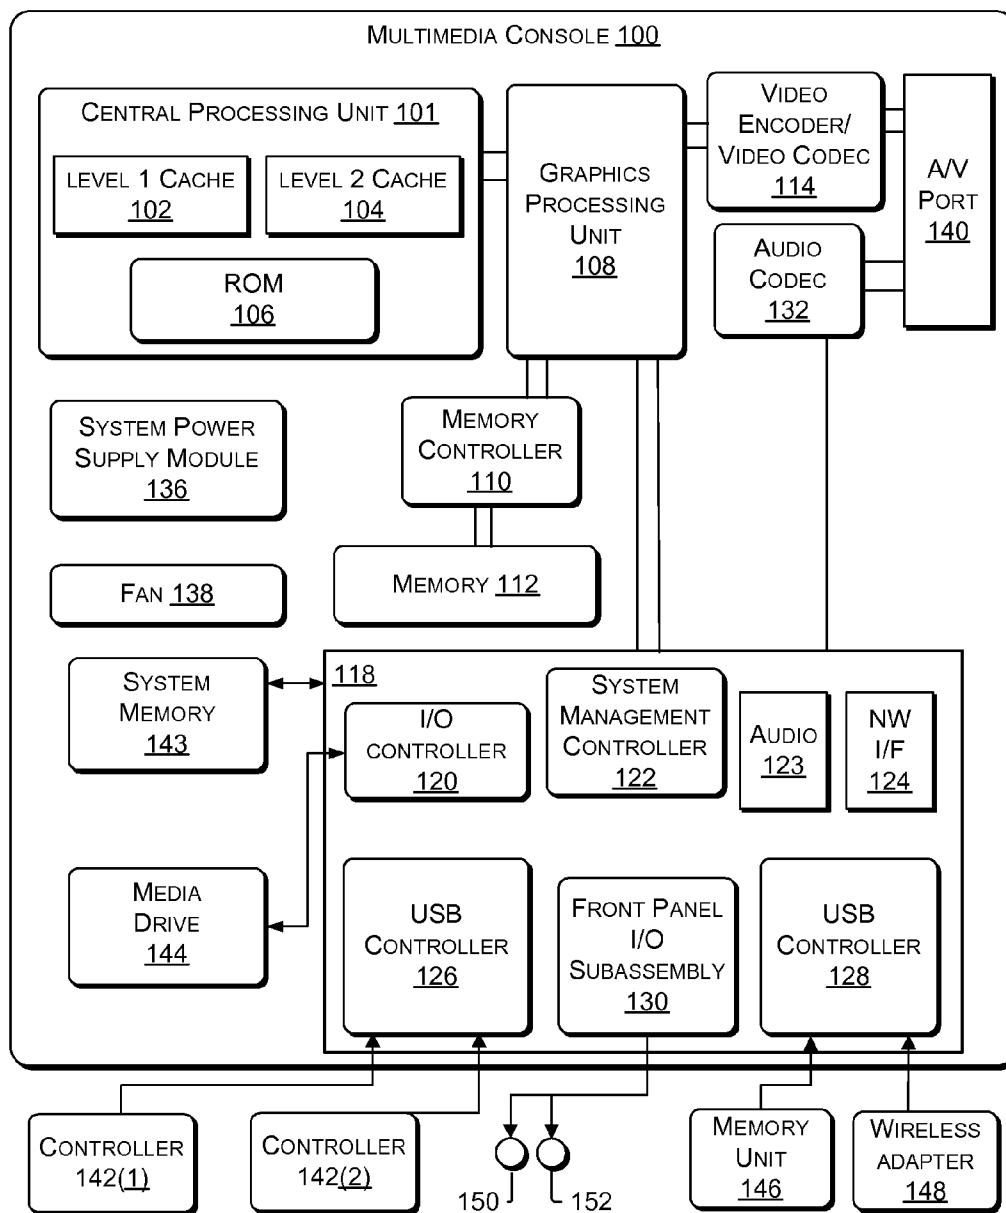 MULTIMEDIA CONSOLE 100
CENTRAL PROCESSING UNIT 101
LEVEL 1 CACHE
102
LEVEL 2 CACHE
104
ROM
106
GRAPHICS
PROCESSING
UNIT
108
VIDEO
ENCODER/
VIDEO CODEC
114
A/V
PORT
140
AUDIO
CODEC
132
SYSTEM POWER
SUPPLY MODULE
136
MEMORY
CONTROLLER
110
FAN 138
MEMORY 112
SYSTEM
MEMORY
143
118
I/O
CONTROLLER
120
SYSTEM
MANAGEMENT
CONTROLLER
122
AUDIO
123
NW
I/F
124
MEDIA
DRIVE
144
USB
CONTROLLER
126
FRONT PANEL
I/O
SUBASSEMBLY
130
USB
CONTROLLER
128
CONTROLLER
142(1)
CONTROLLER
142(2)
150
152
MEMORY
UNIT
146
WIRELESS
ADAPTER
148